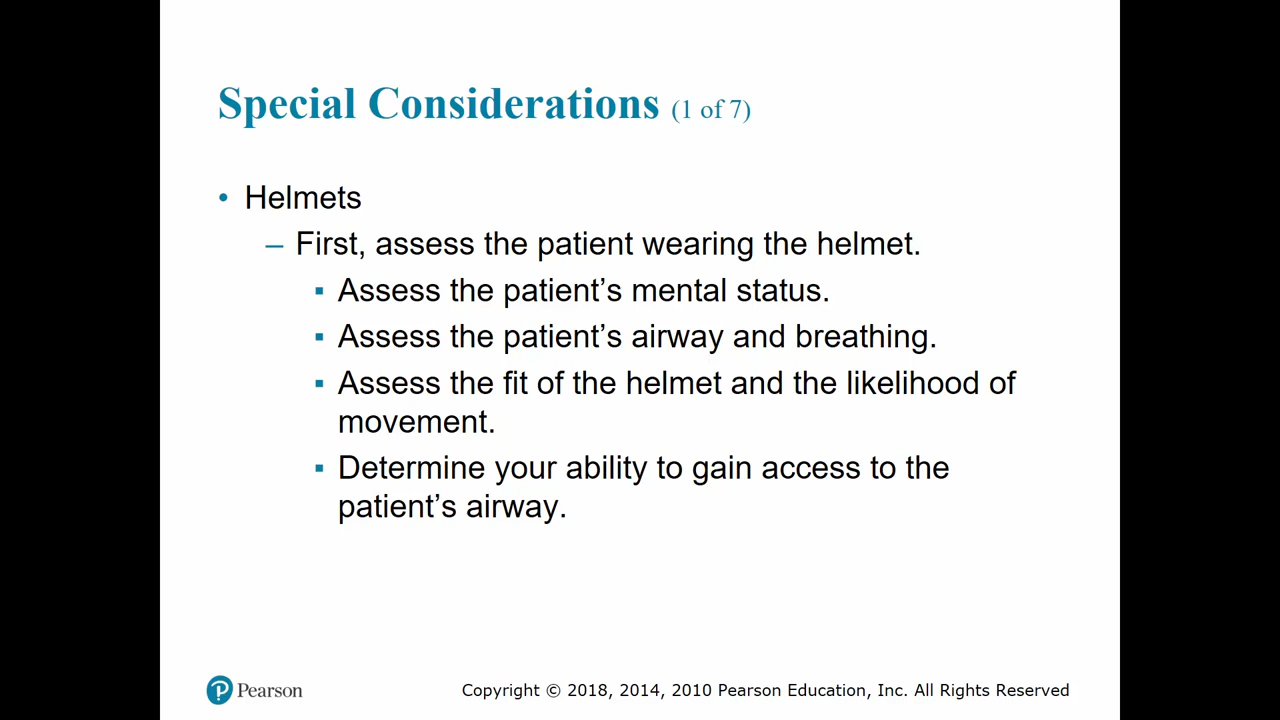 Special Considerations (1 of 7)
• Helmets
– First, assess the patient wearing the helmet.
▪ Assess the patient’s mental status.
▪ Assess the patient’s airway and breathing.
▪ Assess the fit of the helmet and the likelihood of
movement.
▪ Determine your ability to gain access to the
patient’s airway.
Pearson
Copyright © 2018, 2014, 2010 Pearson Education, Inc. All Rights Reserved